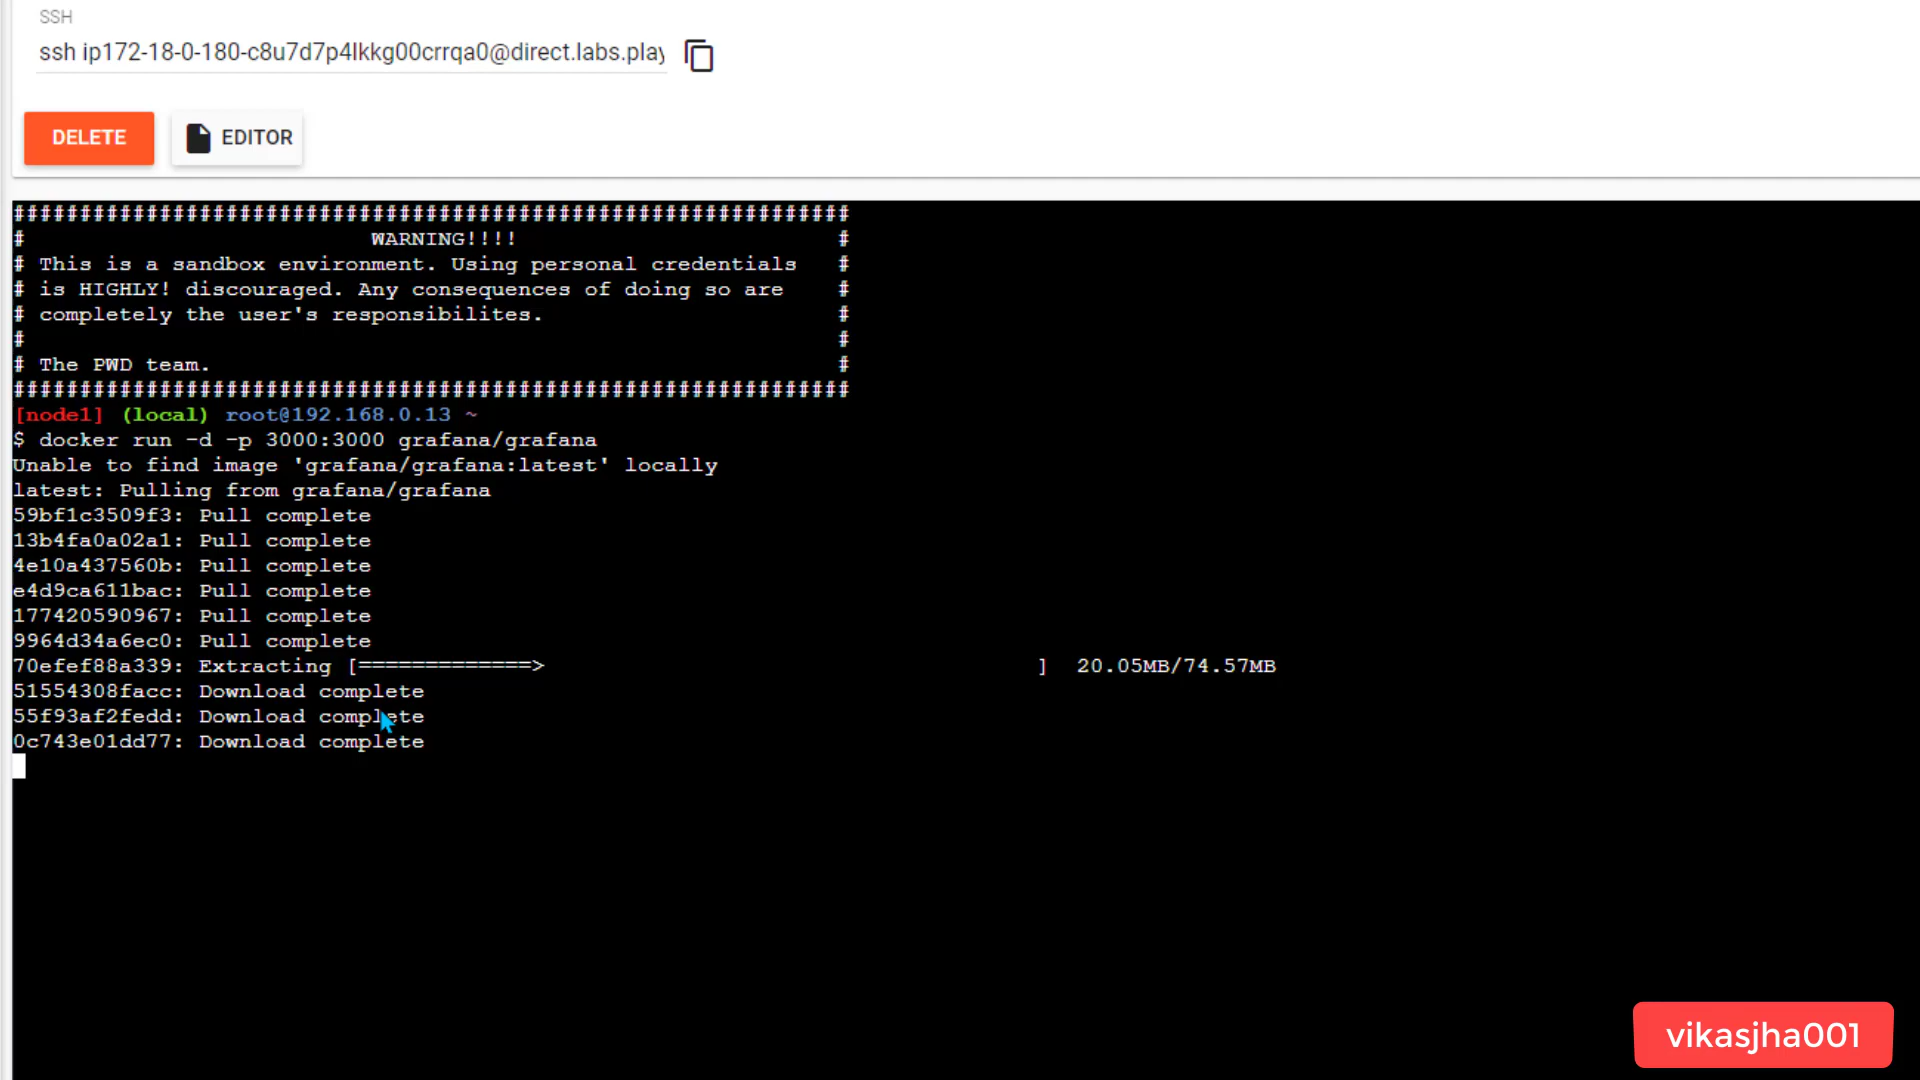 SSH
ssh ip172-18-0-180-c8u7d7p4lkkg00crrqa0@direct.labs.play
DELETE
EDITOR
###############################################################
# WARNING!!!! #
# This is a sandbox environment. Using personal credentials #
# is HIGHLY! discouraged. Any consequences of doing so are #
# completely the user's responsibilites. #
# #
# The PWD team. #
###############################################################
[node1] (local) root@192.168.0.13 ~
$ docker run -d -p 3000:3000 grafana/grafana
Unable to find image 'grafana/grafana:latest' locally
latest: Pulling from grafana/grafana
59bf1c3509f3: Pull complete
13b4fa0a02a1: Pull complete
4e10a437560b: Pull complete
e4d9ca611bac: Pull complete
177420590967: Pull complete
9964d34a6ec0: Pull complete
70efef88a339: Extracting [=============> ] 20.05MB/74.57MB
51554308facc: Download complete
55f93af2fedd: Download complete
0c743e01dd77: Download complete
vikasjha001